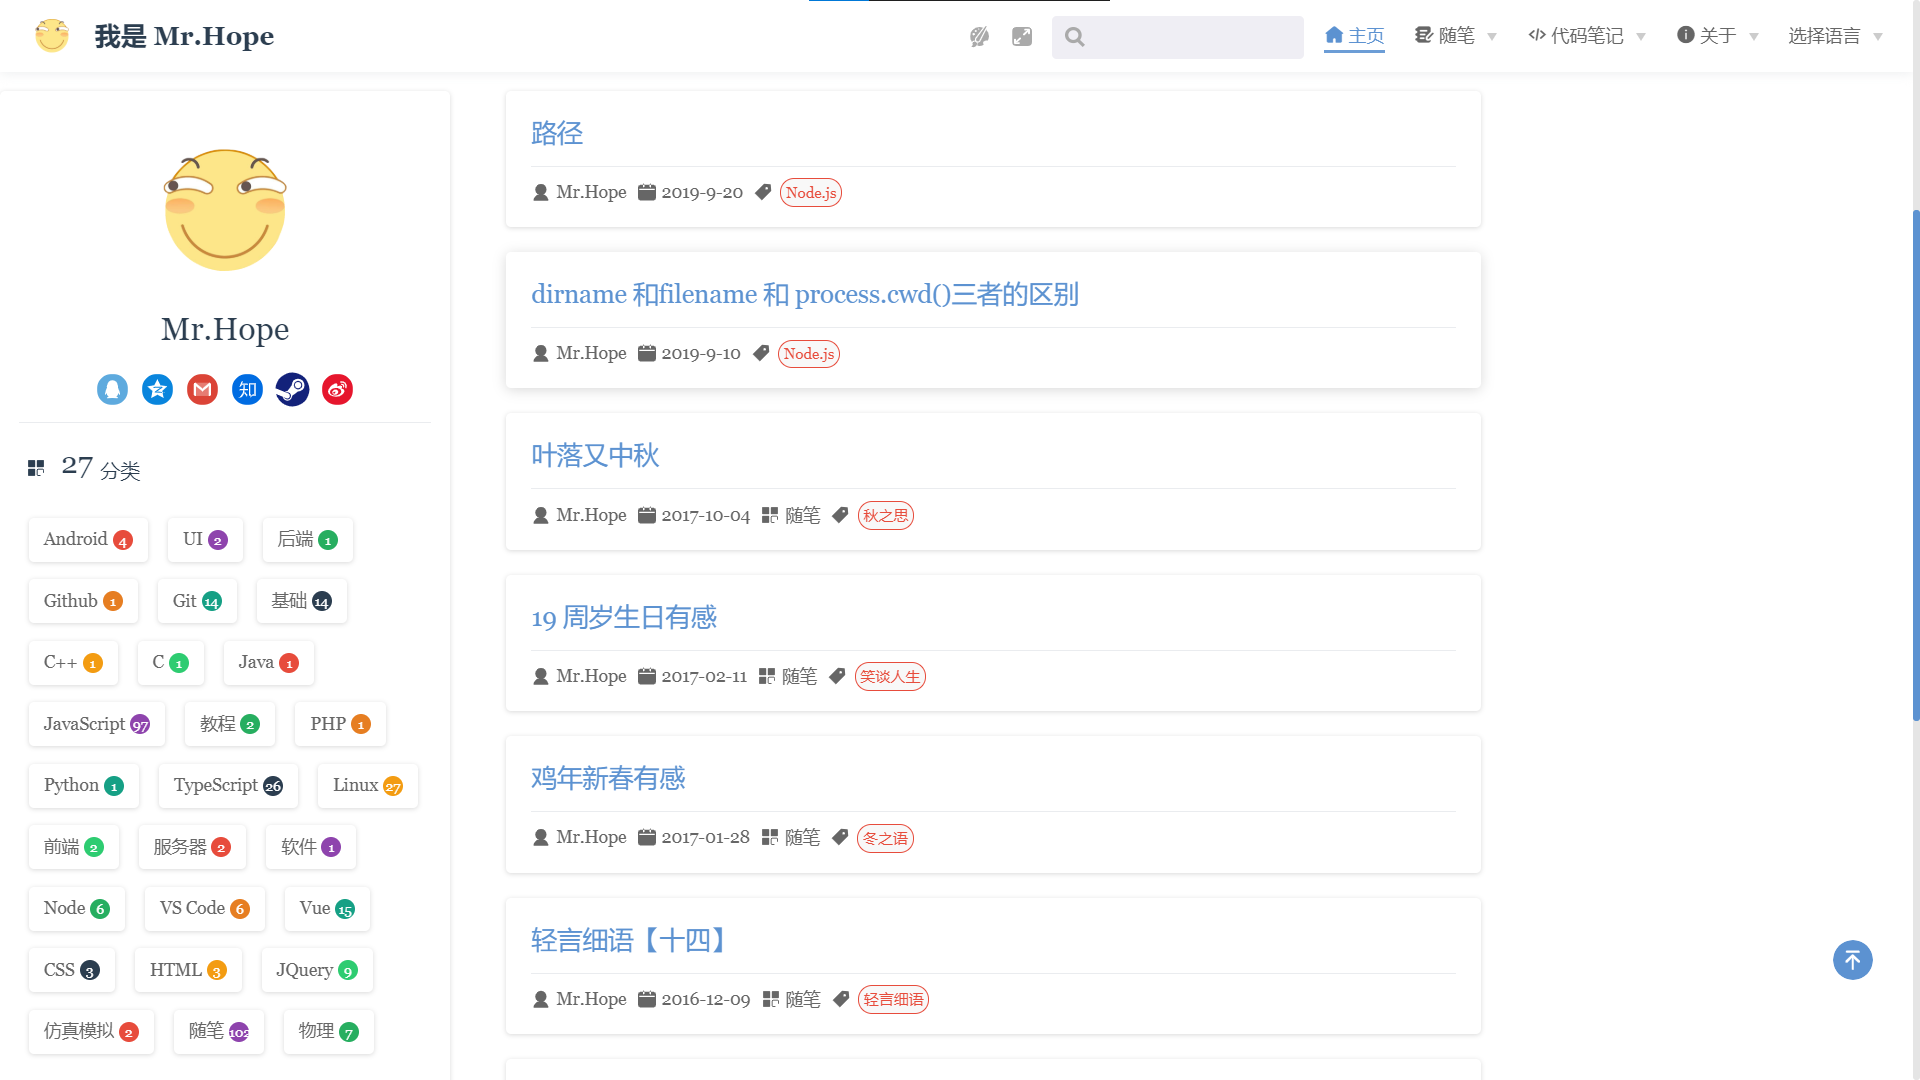 我是 Mr.Hope
主页 随笔 代码笔记 关于 选择语言
Mr.Hope
知
27 分类
Android 4 UI 2 后端 1
Github 1 Git 14 基础 14
C++ 1 C 1 Java 1
JavaScript 97 教程 2 PHP 1
Python 1 TypeScript 26 Linux 27
前端 2 服务器 2 软件 1
Node 6 VS Code 6 Vue 15
CSS 3 HTML 3 JQuery 9
仿真模拟 2 随笔 102 物理 7
路径
Mr.Hope 2019-9-20 Node.js
dirname 和filename 和 process.cwd()三者的区别
Mr.Hope 2019-9-10 Node.js
叶落又中秋
Mr.Hope 2017-10-04 随笔 秋之思
19 周岁生日有感
Mr.Hope 2017-02-11 随笔 笑谈人生
鸡年新春有感
Mr.Hope 2017-01-28 随笔 冬之语
轻言细语【十四】
Mr.Hope 2016-12-09 随笔 轻言细语